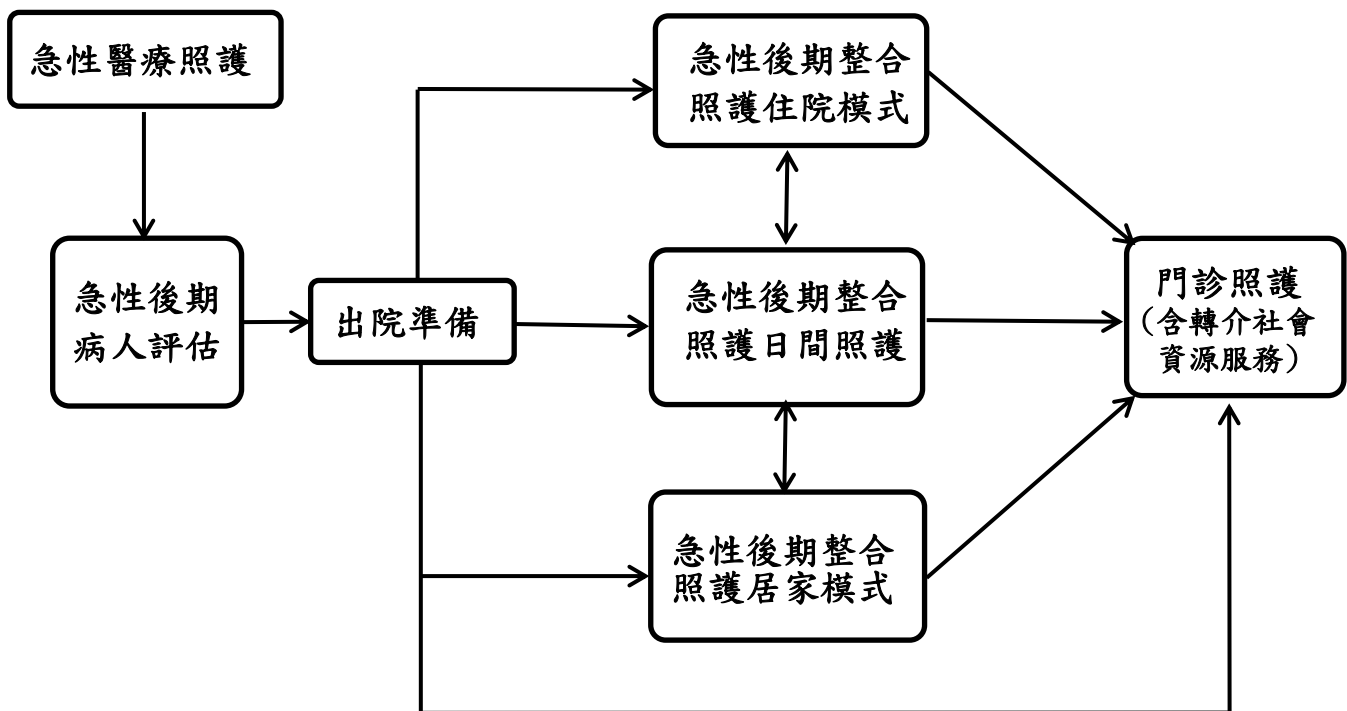 急性醫療照護
急性後期
病人評估
出院準備
急性後期整合
照護住院模式
急性後期整合
照護日間照護
急性後期整合
照護居家模式
門診照護
（含轉介社會
資源服務）